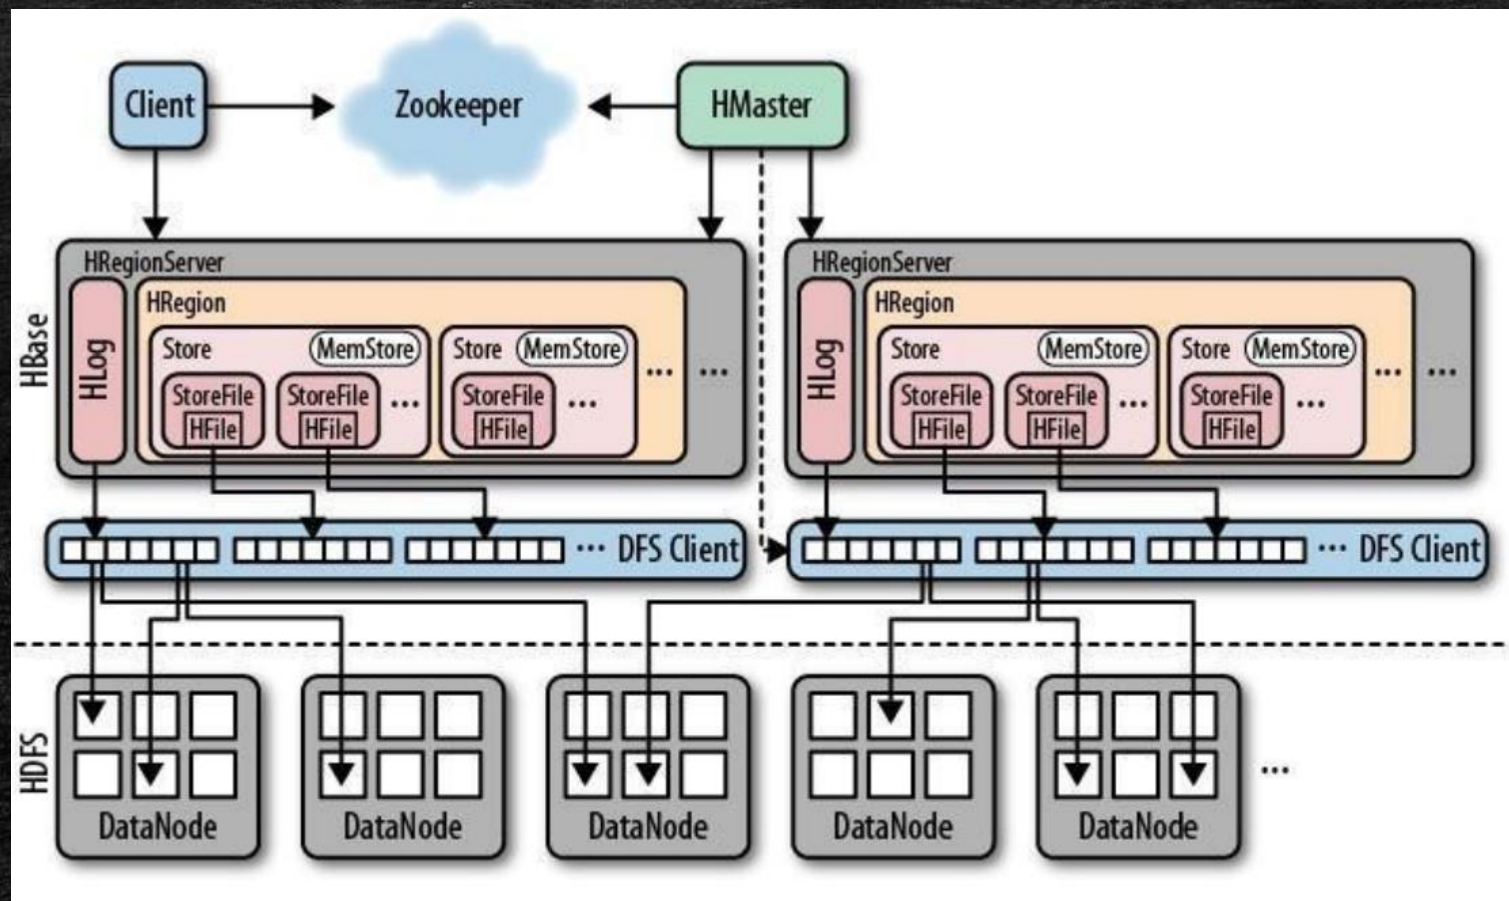 Client
Zookeeper
HMaster
HBase
HRegionServer
HLog
HRegion
Store
MemStore
StoreFile
HFile
StoreFile
HFile
...
Store
MemStore
StoreFile
HFile
...
...
...
HRegionServer
HLog
HRegion
Store
MemStore
StoreFile
HFile
StoreFile
HFile
...
Store
MemStore
StoreFile
HFile
...
...
...
... DFS Client
... DFS Client
HDFS
DataNode
DataNode
DataNode
DataNode
DataNode
...